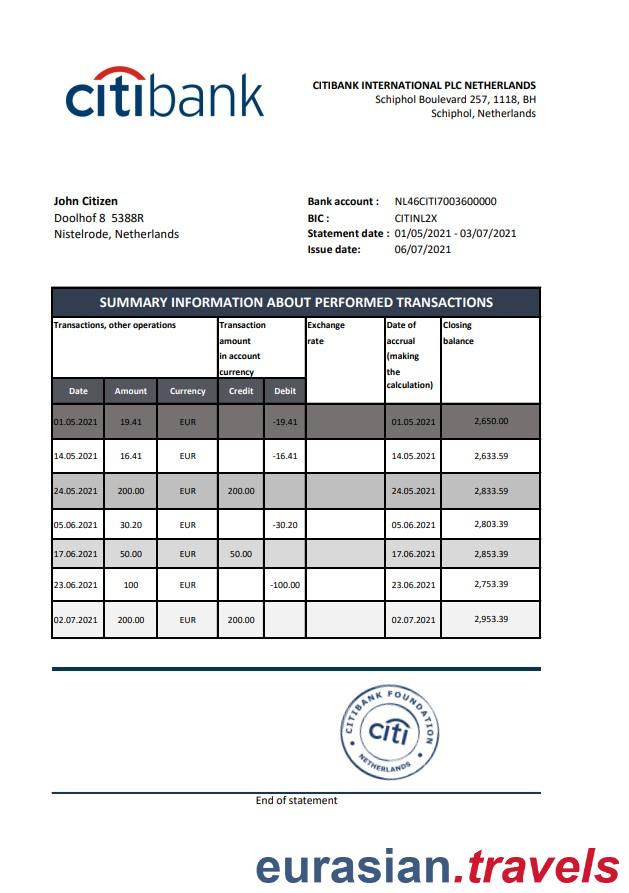 citibank
CITIBANK INTERNATIONAL PLC NETHERLANDS
Schiphol Boulevard 257, 1118, BH
Schiphol, Netherlands
John Citizen
Doolhof 8 5388R
Nistelrode, Netherlands
Bank account : NL46CITI7003600000
BIC : CITINL2X
Statement date : 01/05/2021 - 03/07/2021
Issue date: 06/07/2021
SUMMARY INFORMATION ABOUT PERFORMED TRANSACTIONS
Transactions, other operations
Transaction
amount
in account
currency
Exchange
rate
Date of
accrual
(making
the
calculation)
Closing
balance
Date Amount Currency Credit Debit
01.05.2021 19.41 EUR -19.41 01.05.2021 2,650.00
14.05.2021 16.41 EUR -16.41 14.05.2021 2,633.59
24.05.2021 200.00 EUR 200.00 24.05.2021 2,833.59
05.06.2021 30.20 EUR -30.20 05.06.2021 2,803.39
17.06.2021 50.00 EUR 50.00 17.06.2021 2,853.39
23.06.2021 100 EUR -100.00 23.06.2021 2,753.39
02.07.2021 200.00 EUR 200.00 02.07.2021 2,953.39
CITIBANK FOUNDATION
citi
NETHERLANDS
End of statement
eurasian.travels